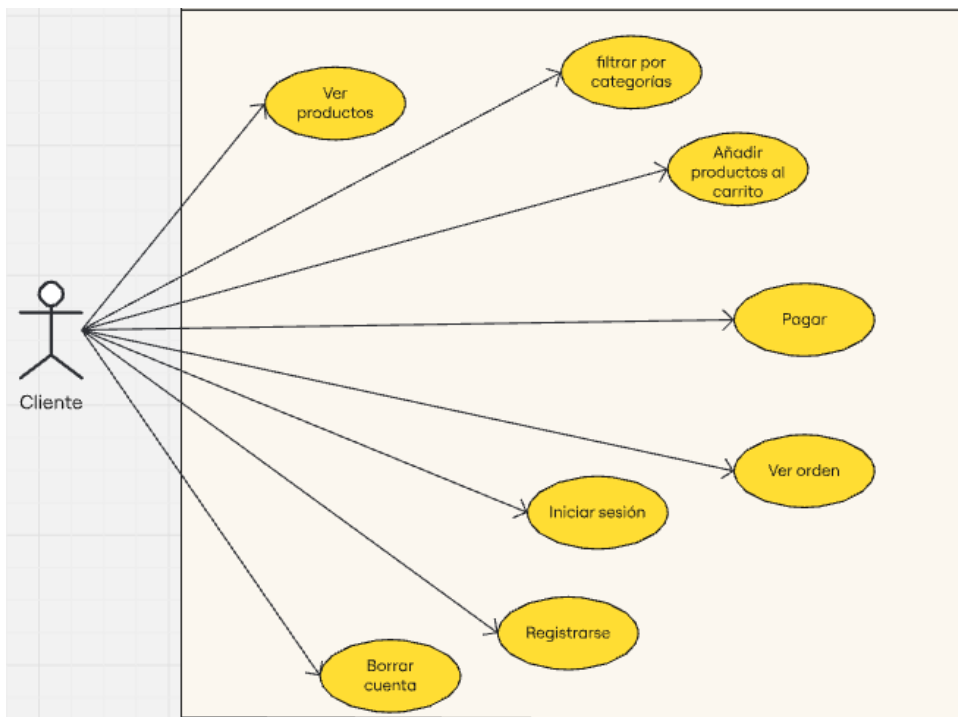 filtrar por
categorías
Ver
productos
Añadir
productos al
carrito
Pagar
Cliente
Ver orden
Iniciar sesión
Registrarse
Borrar
cuenta